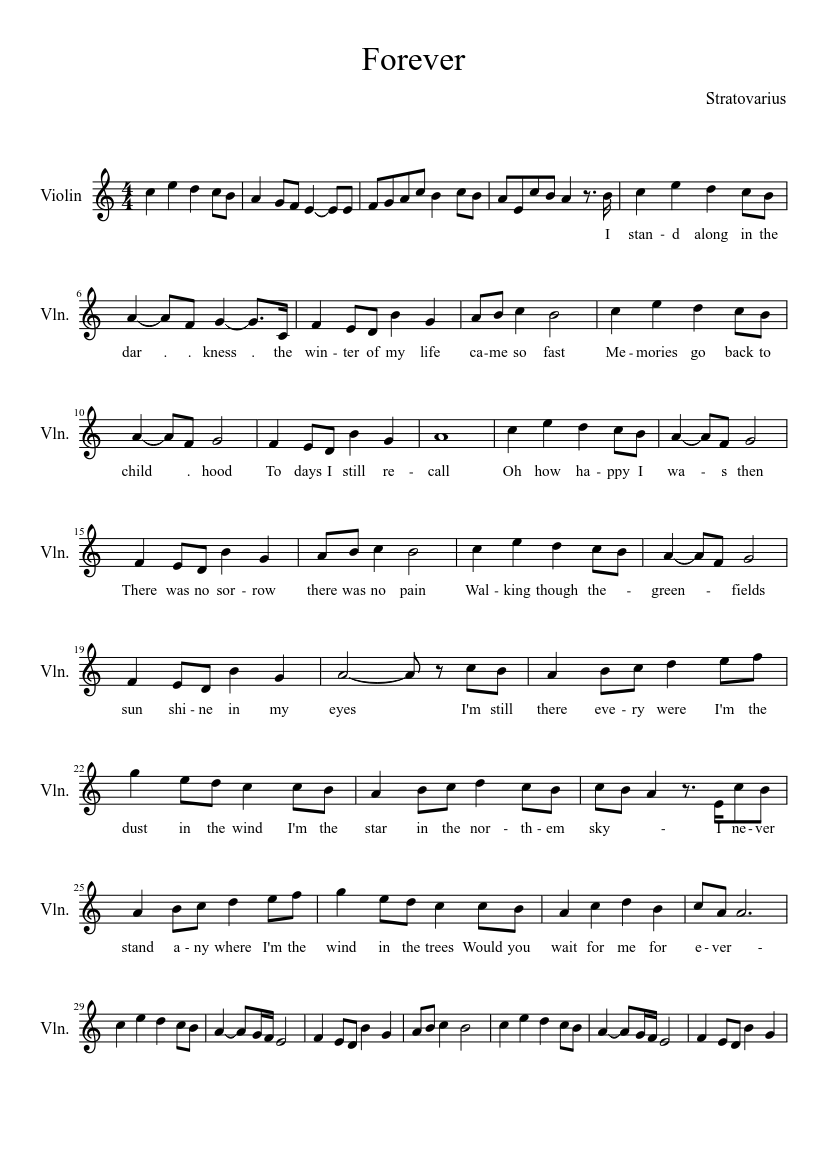 Forever
Stratovarius
Violin
I stan - d along in the
6
Vln.
dar . . kness . the win - ter of my life ca-me so fast Me - mories go back to
10
Vln.
child . hood To days I still re - call Oh how ha - ppy I wa - s then
15
Vln.
There was no sor - row there was no pain Wal - king though the - green - fields
19
Vln.
sun shi - ne in my eyes I'm still there eve - ry were I'm the
22
Vln.
dust in the wind I'm the star in the nor - th - em sky - I ne - ver
25
Vln.
stand a - ny where I'm the wind in the trees Would you wait for me for e - ver -
29
Vln.